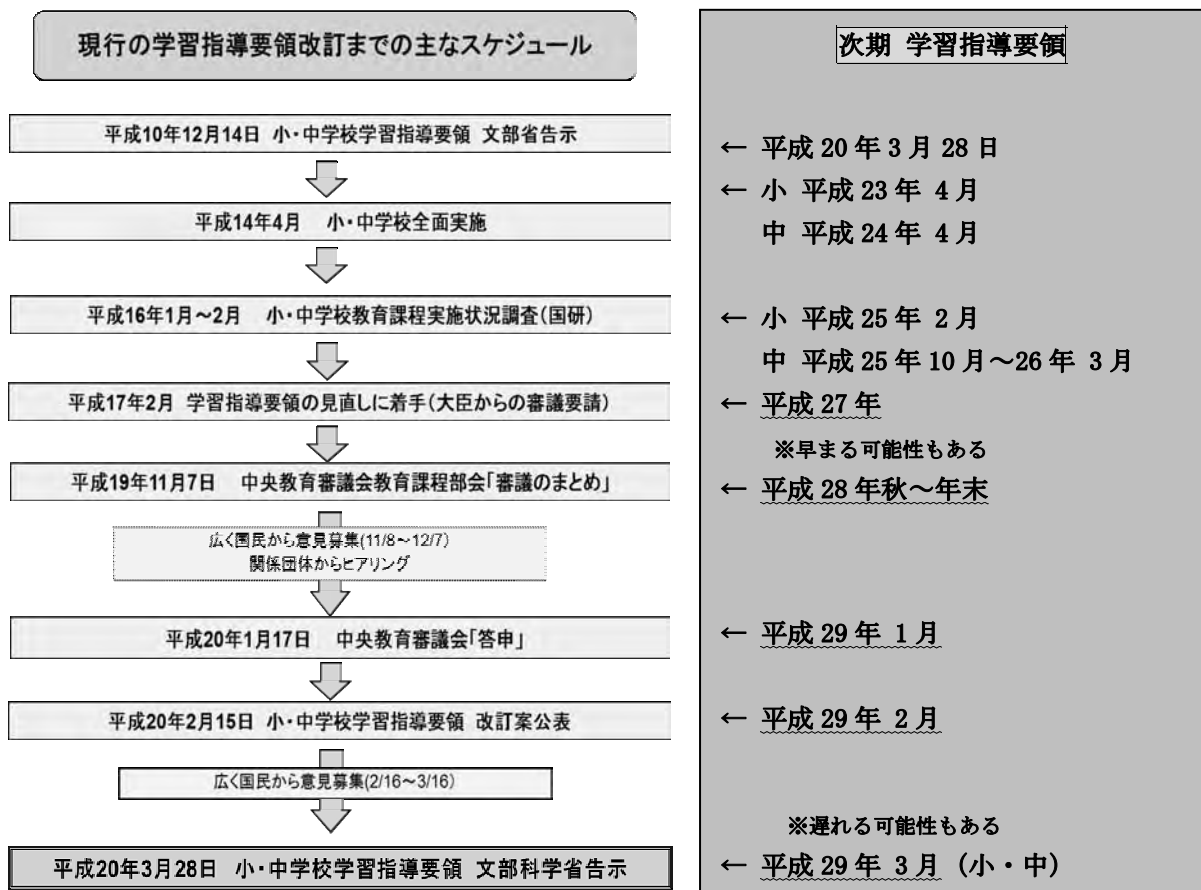 現行の学習指導要領改訂までの主なスケジュール
平成10年12月14日 小・中学校学習指導要領 文部省告示
平成14年4月 小・中学校全面実施
平成16年1月～2月 小・中学校教育課程実施状況調査(国研)
平成17年2月 学習指導要領の見直しに着手(大臣からの審議要請)
平成19年11月7日 中央教育審議会教育課程部会「審議のまとめ」
広く国民から意見募集(11/8～12/7)
関係団体からヒアリング
平成20年1月17日 中央教育審議会「答申」
平成20年2月15日 小・中学校学習指導要領 改訂案公表
広く国民から意見募集(2/16～3/16)
平成20年3月28日 小・中学校学習指導要領 文部科学省告示
次期 学習指導要領
← 平成 20 年 3 月 28 日
← 小 平成 23 年 4 月
中 平成 24 年 4 月
← 小 平成 25 年 2 月
中 平成 25 年 10 月～26 年 3 月
← 平成 27 年
※早まる可能性もある
← 平成 28 年秋～年末
← 平成 29 年 1 月
← 平成 29 年 2 月
※遅れる可能性もある
← 平成 29 年 3 月（小・中）